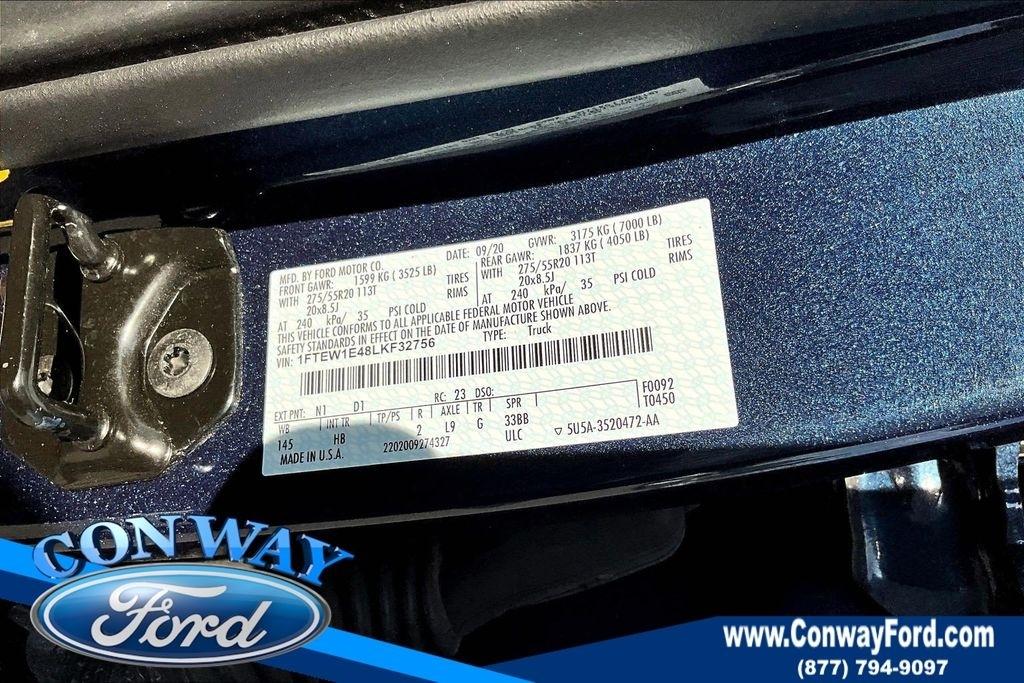 MFD. BY FORD MOTOR CO.
DATE: 09/20 GVWR: 3175 KG ( 7000 LB)
FRONT GAWR: 1599 KG ( 3525 LB)
REAR GAWR: 1837 KG ( 4050 LB)
WITH 275/55R20 113T TIRES
WITH 275/55R20 113T TIRES
20x8.5J RIMS
20x8.5J RIMS
AT 240 kPa/ 35 PSI COLD
AT 240 kPa/ 35 PSI COLD
THIS VEHICLE CONFORMS TO ALL APPLICABLE FEDERAL MOTOR VEHICLE
SAFETY STANDARDS IN EFFECT ON THE DATE OF MANUFACTURE SHOWN ABOVE.
VIN: 1FTEW1E48LKF32756 TYPE: Truck
EXT PNT: N1 D1 RC: 23 DSO: F0092
WB INT TR TP/PS R AXLE TR SPR T0450
145 HB 2 L9 G 33BB
MADE IN U.S.A. 2202009274327 ULC ▽ 5U5A-3520472-AA
CONWAY
Ford
www.ConwayFord.com
(877) 794-9097